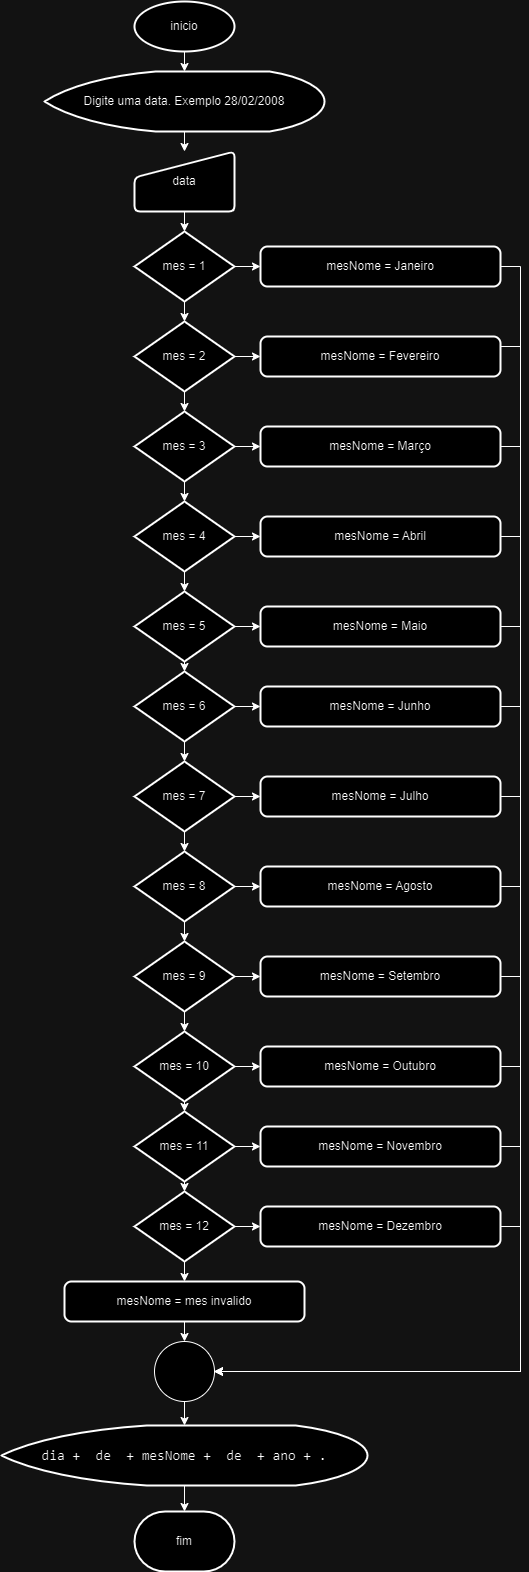 inicio
Digite uma data. Exemplo 28/02/2008
data
mes = 1
mesNome = Janeiro
mes = 2
mesNome = Fevereiro
mes = 3
mesNome = Março
mes = 4
mesNome = Abril
mes = 5
mesNome = Maio
mes = 6
mesNome = Junho
mes = 7
mesNome = Julho
mes = 8
mesNome = Agosto
mes = 9
mesNome = Setembro
mes = 10
mesNome = Outubro
mes = 11
mesNome = Novembro
mes = 12
mesNome = Dezembro
mesNome = mes invalido
dia +  de  + mesNome +  de  + ano + .
fim